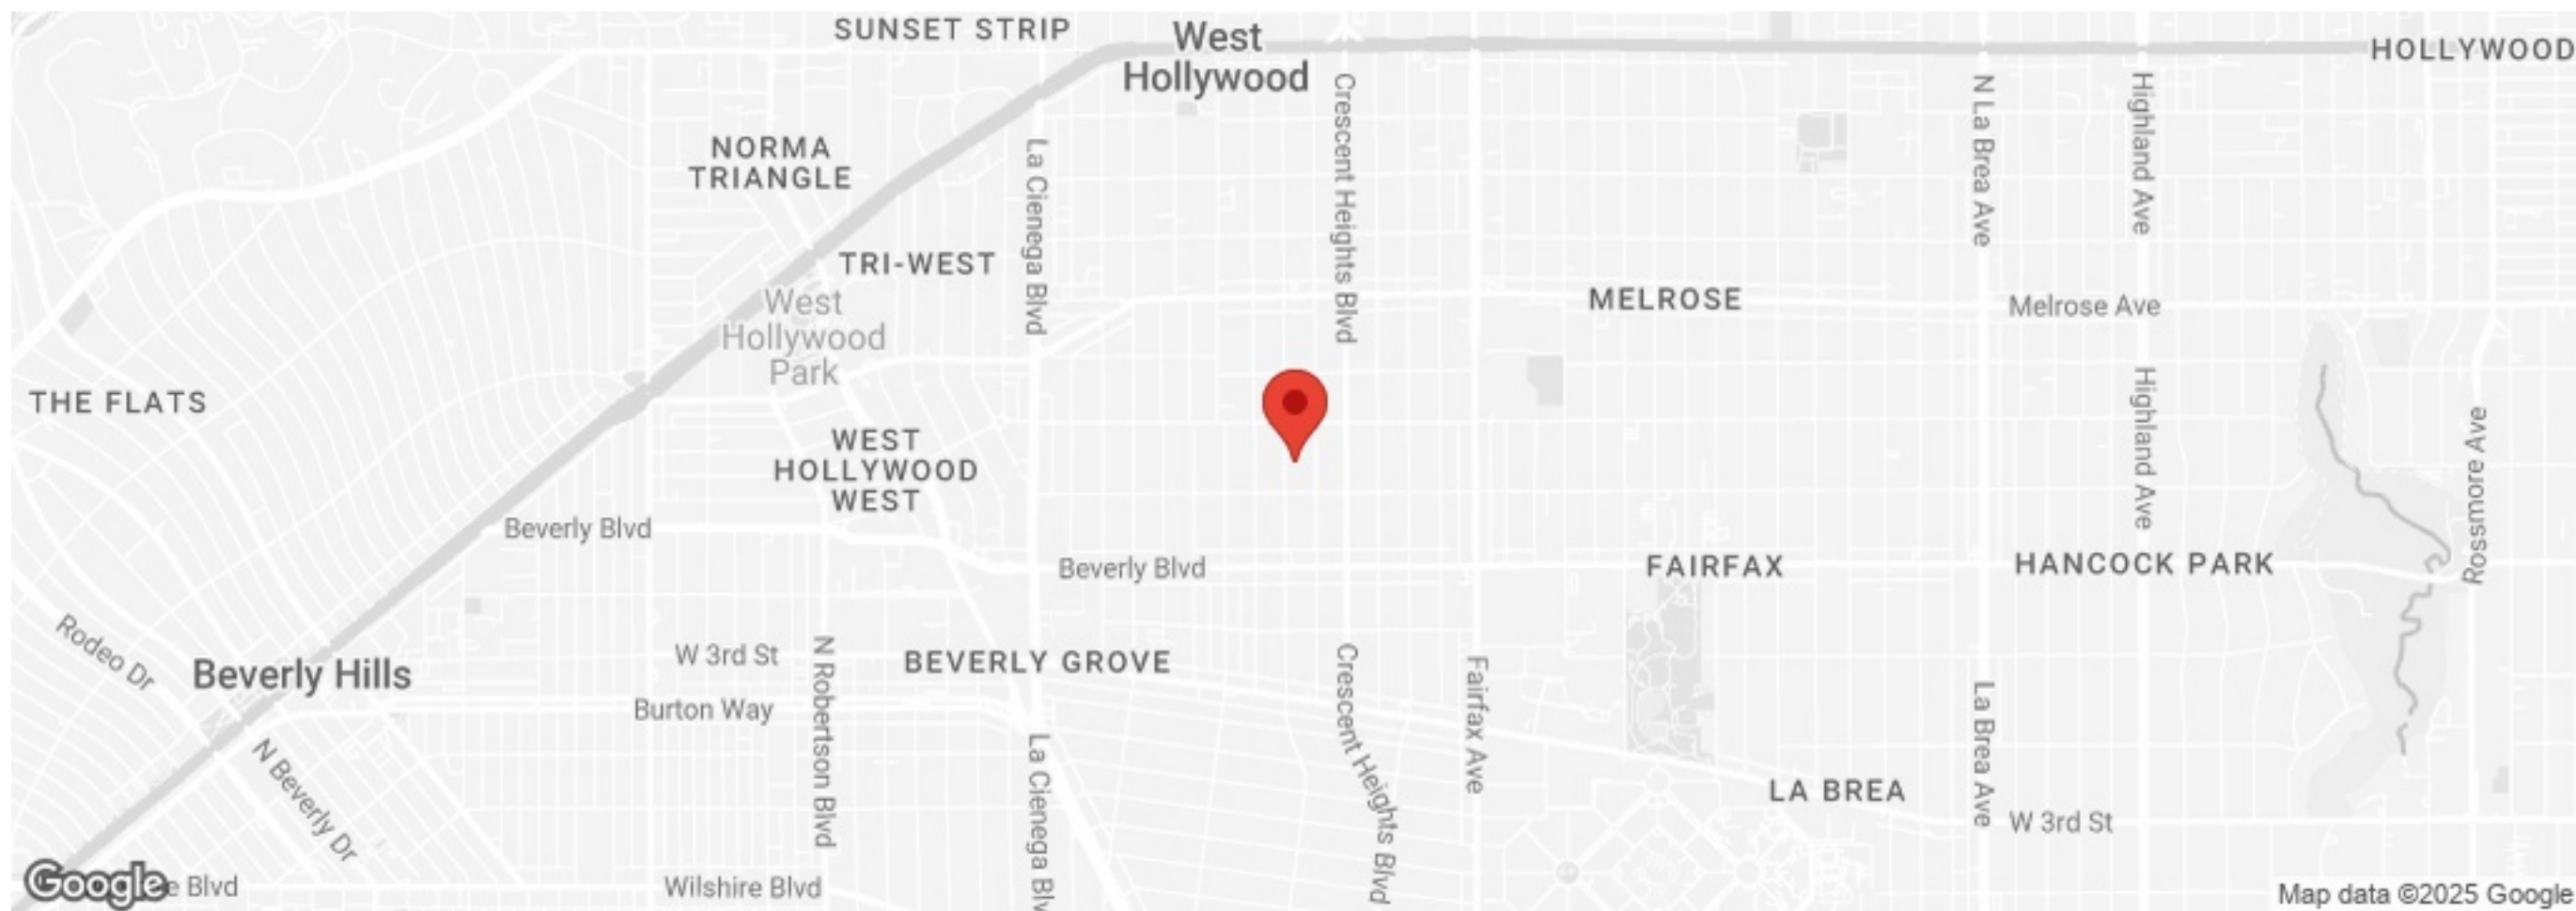 SUNSET STRIP
West
Hollywood
HOLLYWOOD
Crescent Heights Blvd
N La Brea Ave
Highland Ave
NORMA
TRIANGLE
La Cienega Blvd
TRI-WEST
West
Hollywood
Park
MELROSE
Melrose Ave
THE FLATS
Highland Ave
WEST
HOLLYWOOD
WEST
Rossmore Ave
Beverly Blvd
Beverly Blvd
FAIRFAX
HANCOCK PARK
Rodeo Dr
Beverly Hills
W 3rd St
N Robertson Blvd
BEVERLY GROVE
Crescent Heights Blvd
Fairfax Ave
Burton Way
La Brea Ave
N Beverly Dr
La Cienega Blv
LA BREA
W 3rd St
Google
e Blvd
Wilshire Blvd
Map data ©2025 Google